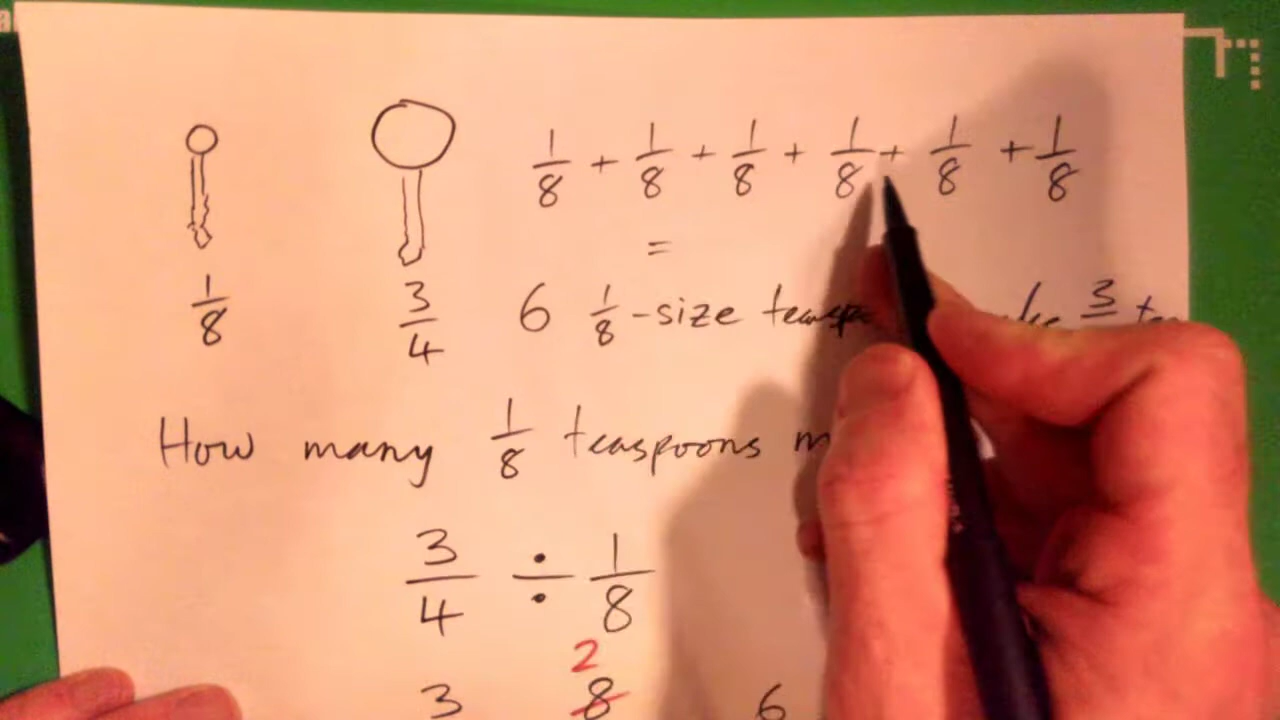 1/8 + 1/8 + 1/8 + 1/8 + 1/8 + 1/8
=
1/8 3/4 6 1/8-size 3
How many 1/8 teaspoons
3/4 ÷ 1/8
2
3 8 6